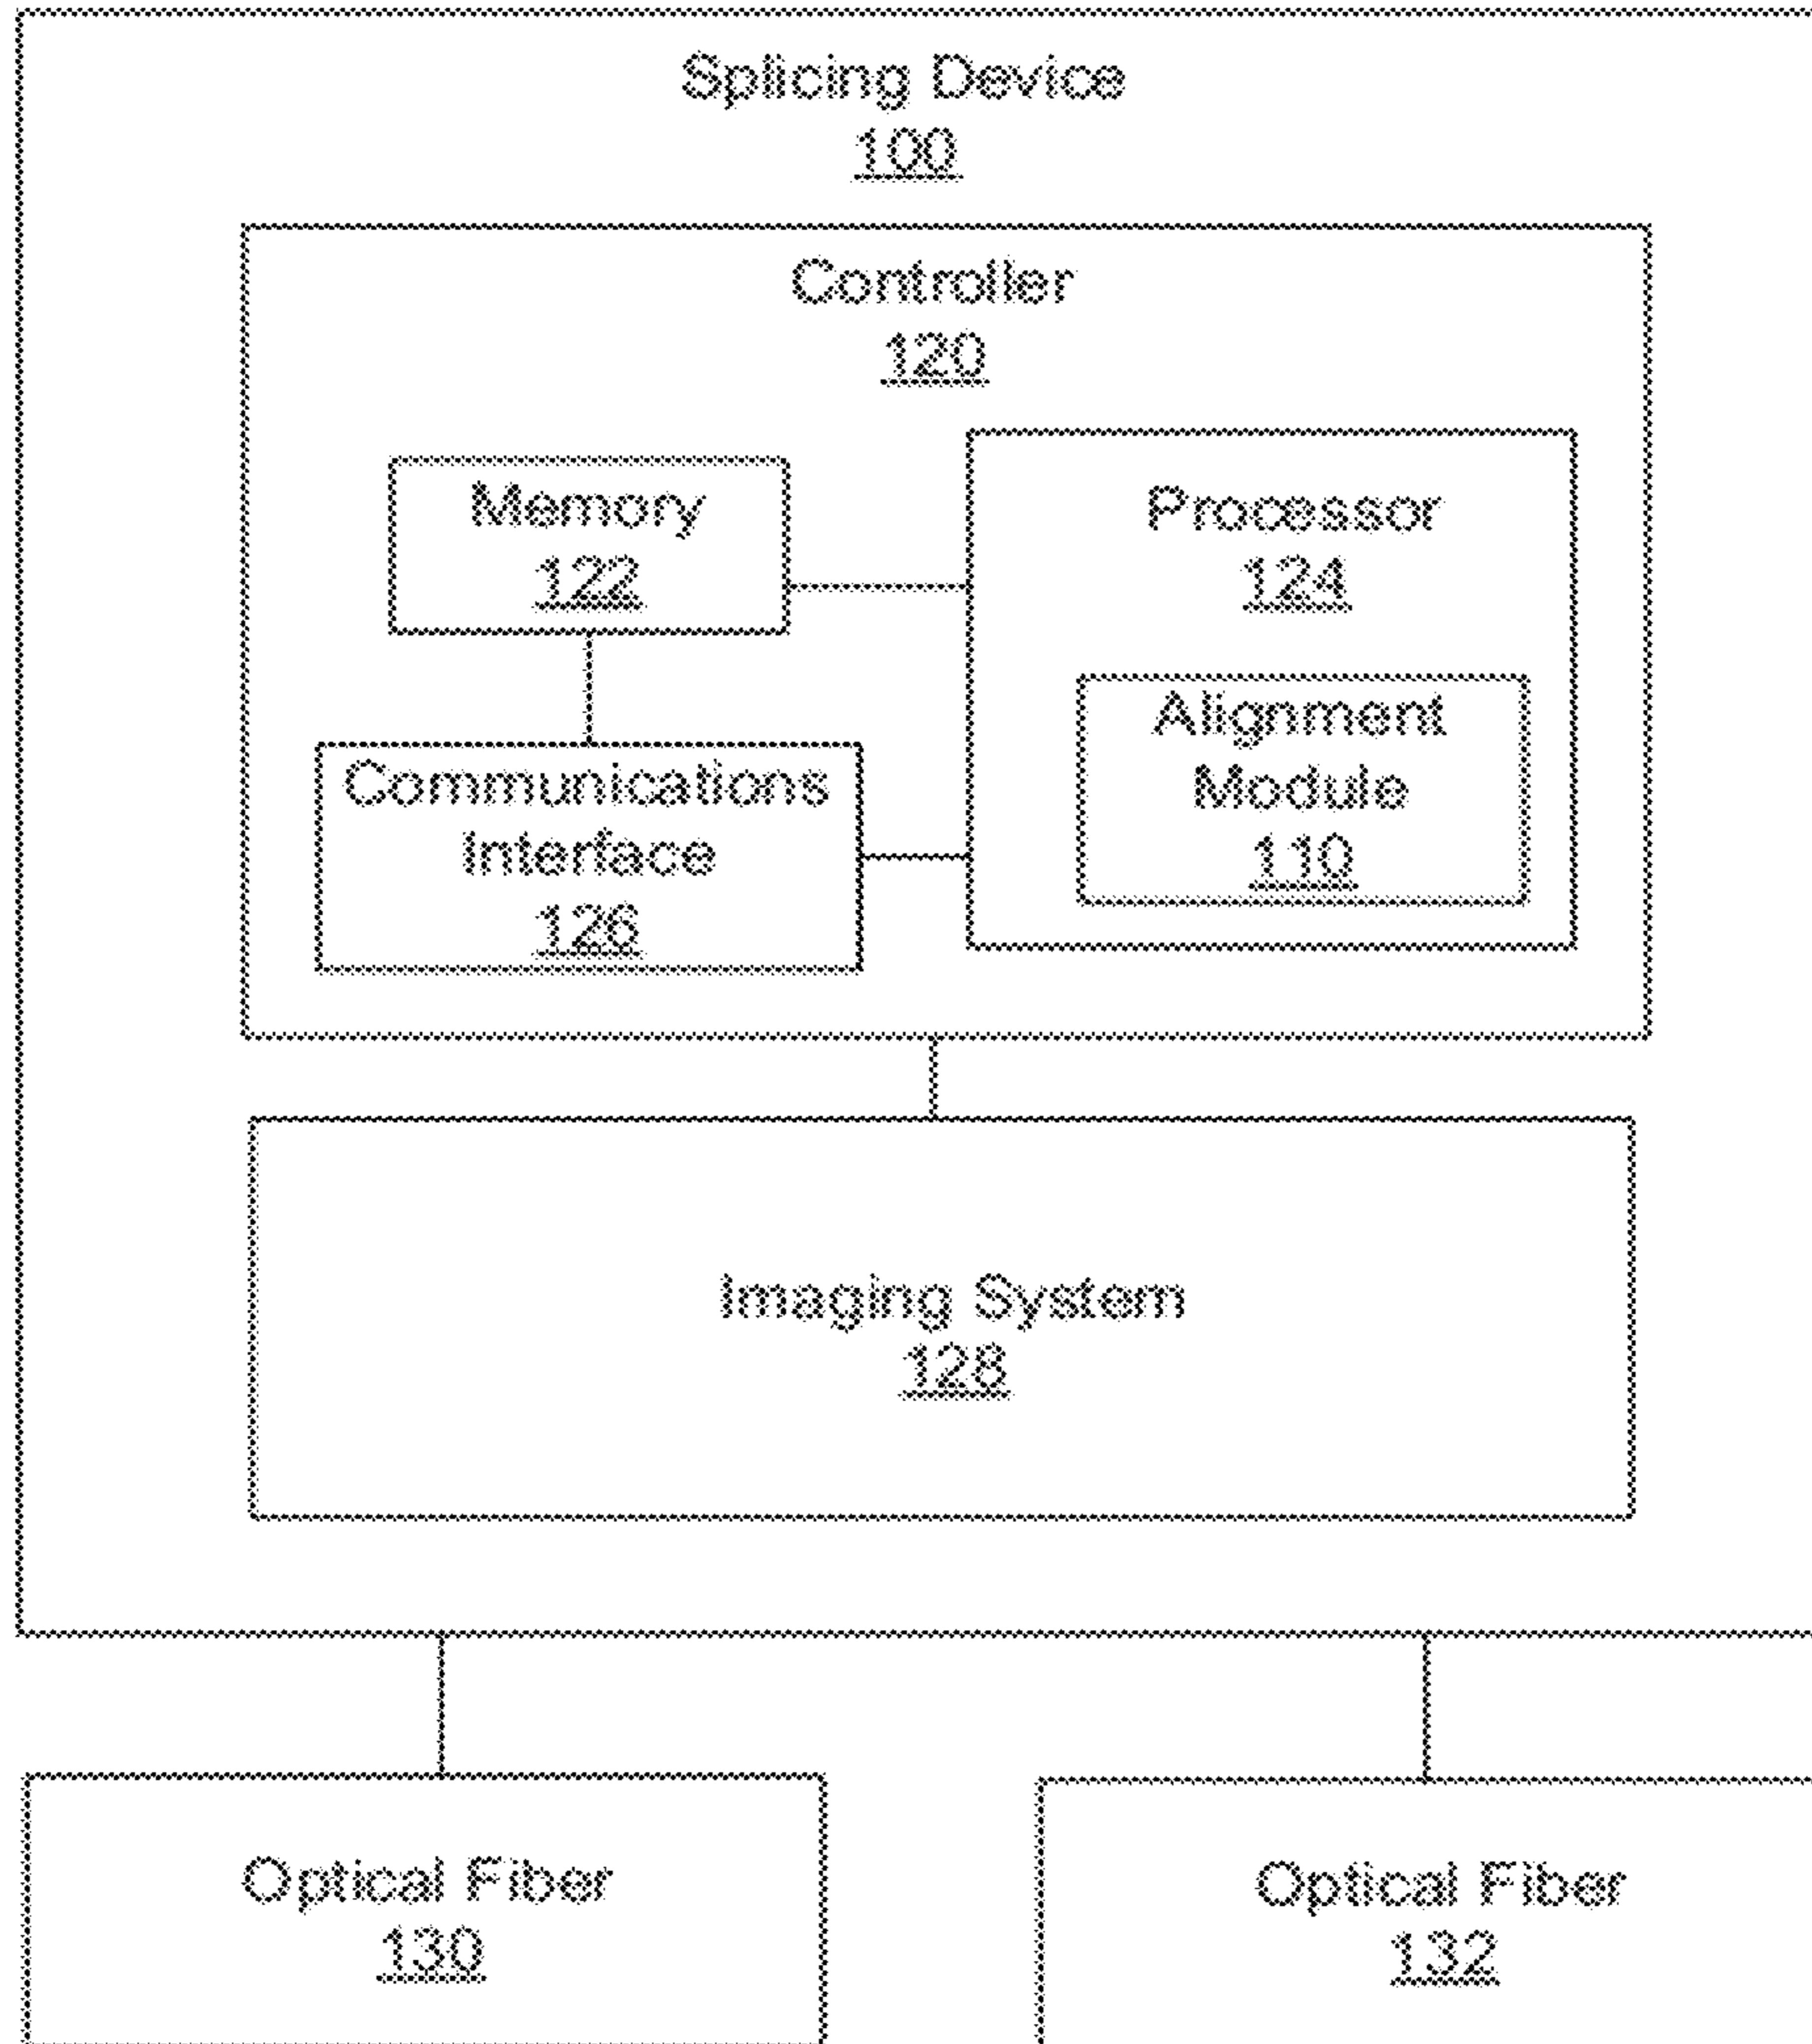 Splicing Device
100
Controller
120
Memory
122
Processor
124
Alignment
Module
110
Communications
Interface
126
Imaging System
128
Optical Fiber
130
Optical Fiber
132